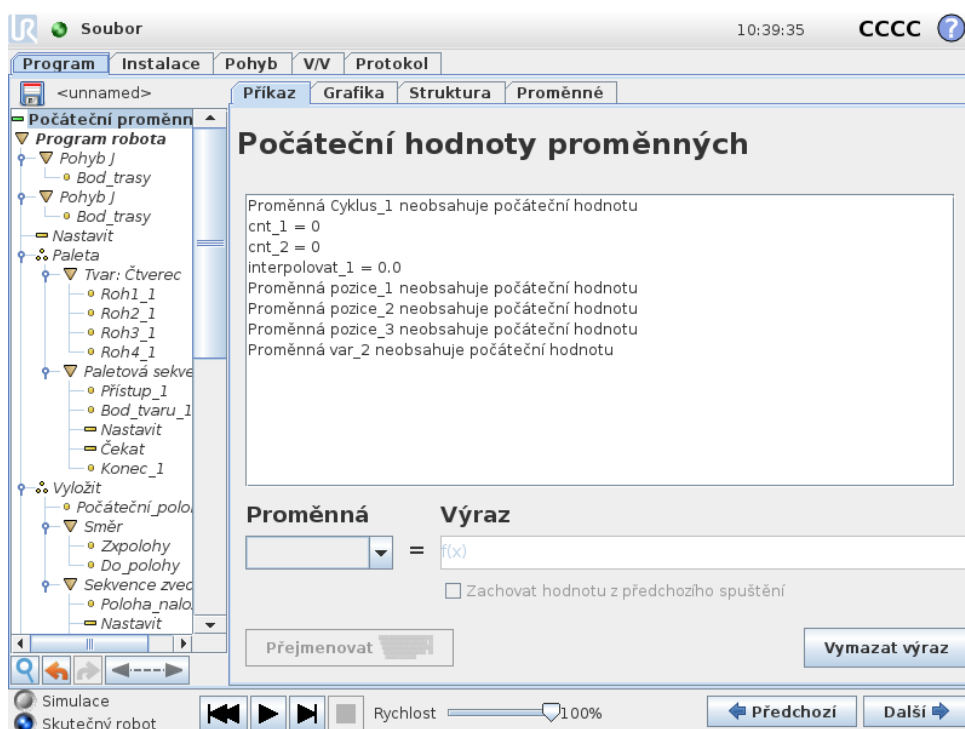 UR Soubor 10:39:35 CCCC ?
Program Instalace Pohyb V/V Protokol
<unnamed> Příkaz Grafika Struktura Proměnné
Počáteční proměnn
Program robota
Pohyb J
Bod_trasy
Pohyb J
Bod_trasy
Nastavit
Paleta
Tvar: Čtverec
Roh1_1
Roh2_1
Roh3_1
Roh4_1
Paletová sekve
Přístup_1
Bod_tvaru_1
Nastavit
Čekat
Konec_1
Vyložit
Počáteční_polo
Směr
Zxpolohy
Do_polohy
Sekvence zved
Poloha_nalo
Nastavit
Počáteční hodnoty proměnných
Proměnná Cyklus_1 neobsahuje počáteční hodnotu
cnt_1 = 0
cnt_2 = 0
interpolovat_1 = 0.0
Proměnná pozice_1 neobsahuje počáteční hodnotu
Proměnná pozice_2 neobsahuje počáteční hodnotu
Proměnná pozice_3 neobsahuje počáteční hodnotu
Proměnná var_2 neobsahuje počáteční hodnotu
Proměnná Výraz
= f(x)
Zachovat hodnotu z předchozího spuštění
Přejmenovat Vymazat výraz
Simulace
Skutečný robot
Rychlost 100% Předchozí Další